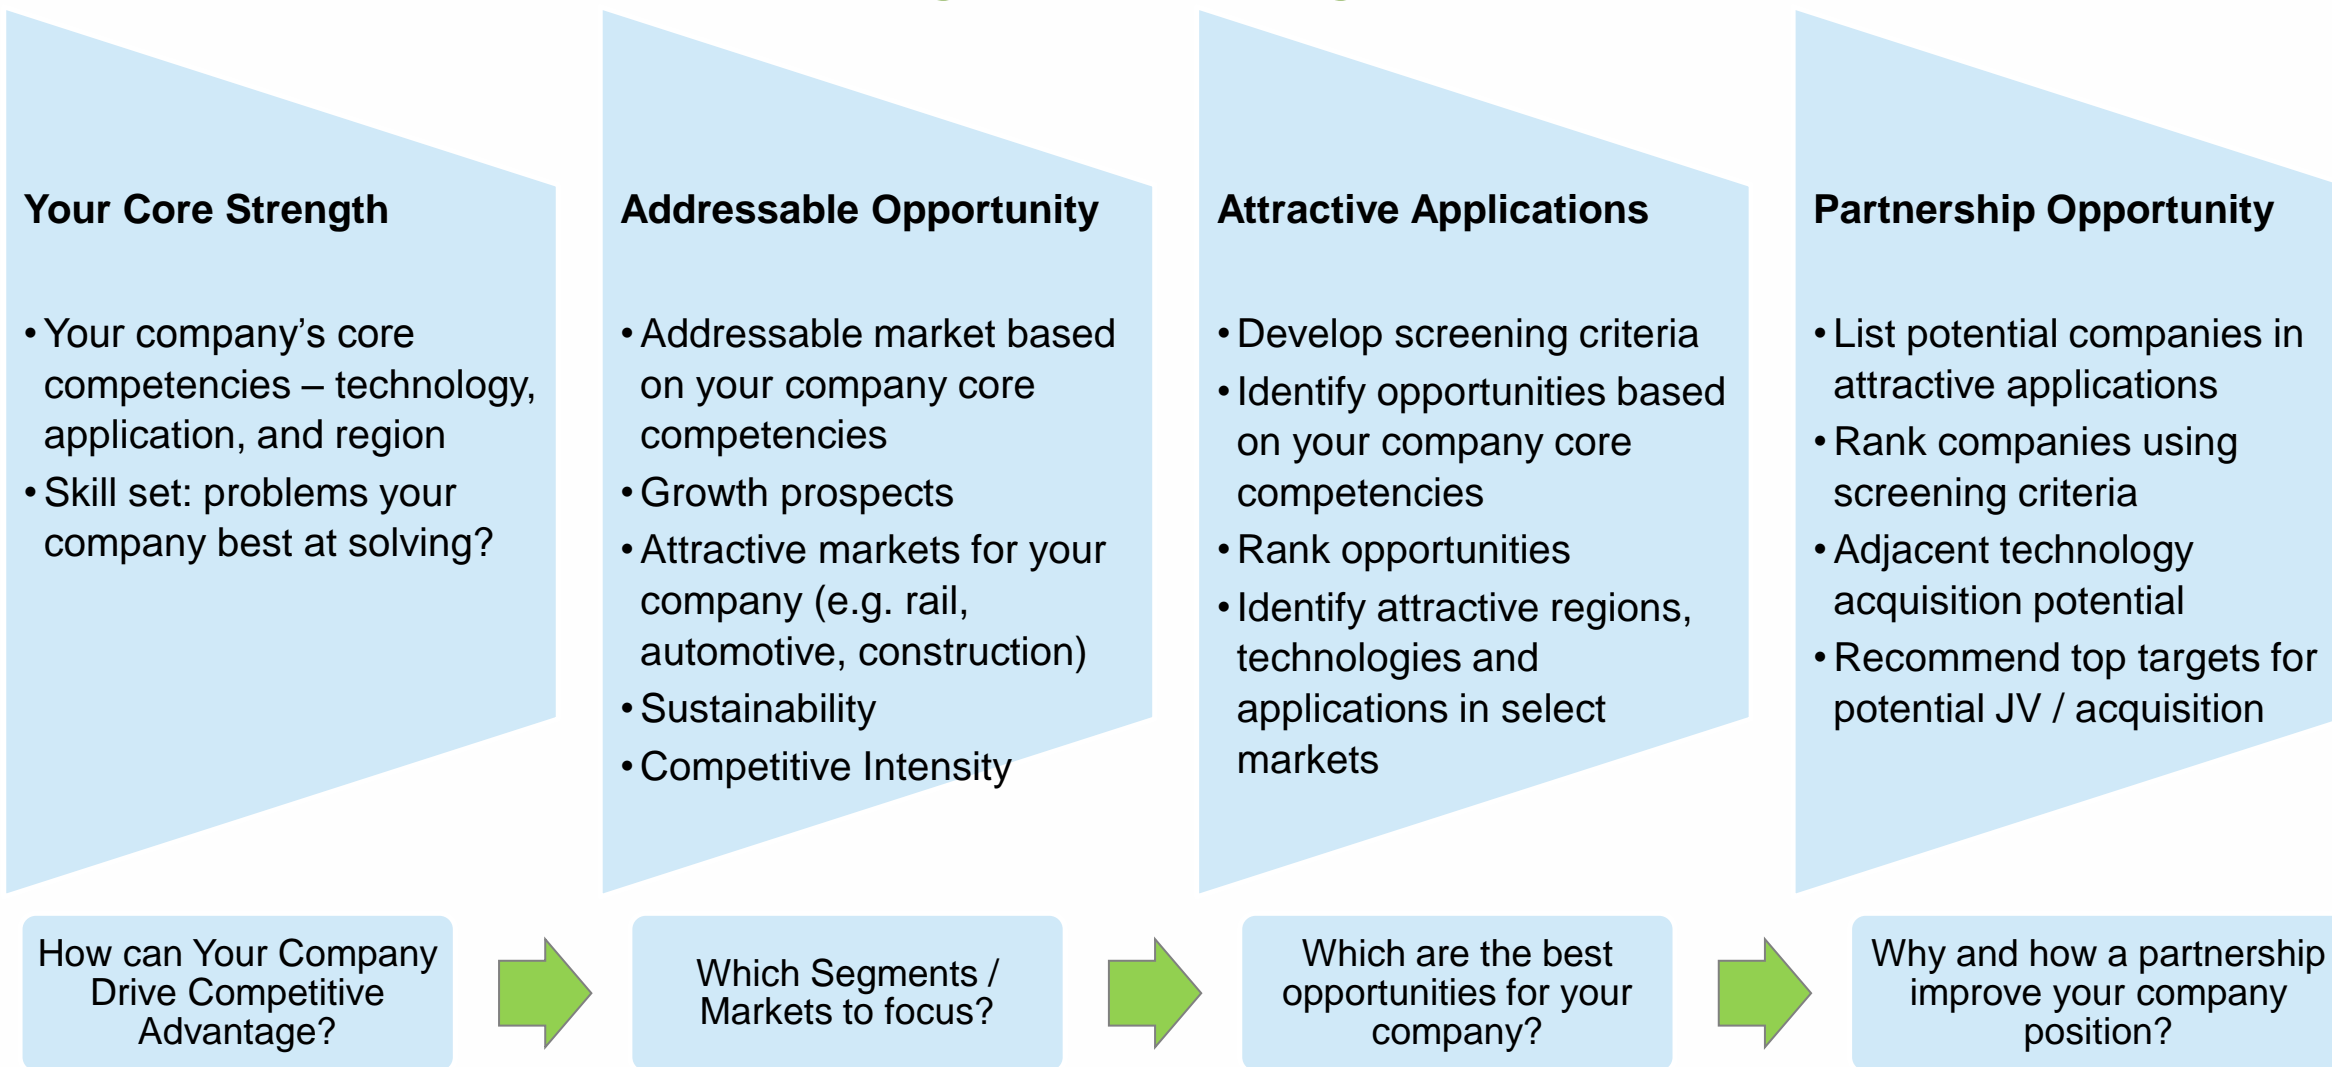 Your Core Strength
• Your company’s core
competencies – technology,
application, and region
• Skill set: problems your
company best at solving?
Addressable Opportunity
• Addressable market based
on your company core
competencies
• Growth prospects
• Attractive markets for your
company (e.g. rail,
automotive, construction)
• Sustainability
• Competitive Intensity
Attractive Applications
• Develop screening criteria
• Identify opportunities based
on your company core
competencies
• Rank opportunities
• Identify attractive regions,
technologies and
applications in select
markets
Partnership Opportunity
• List potential companies in
attractive applications
• Rank companies using
screening criteria
• Adjacent technology
acquisition potential
• Recommend top targets for
potential JV / acquisition
How can Your Company
Drive Competitive
Advantage?
Which Segments /
Markets to focus?
Which are the best
opportunities for your
company?
Why and how a partnership
improve your company
position?